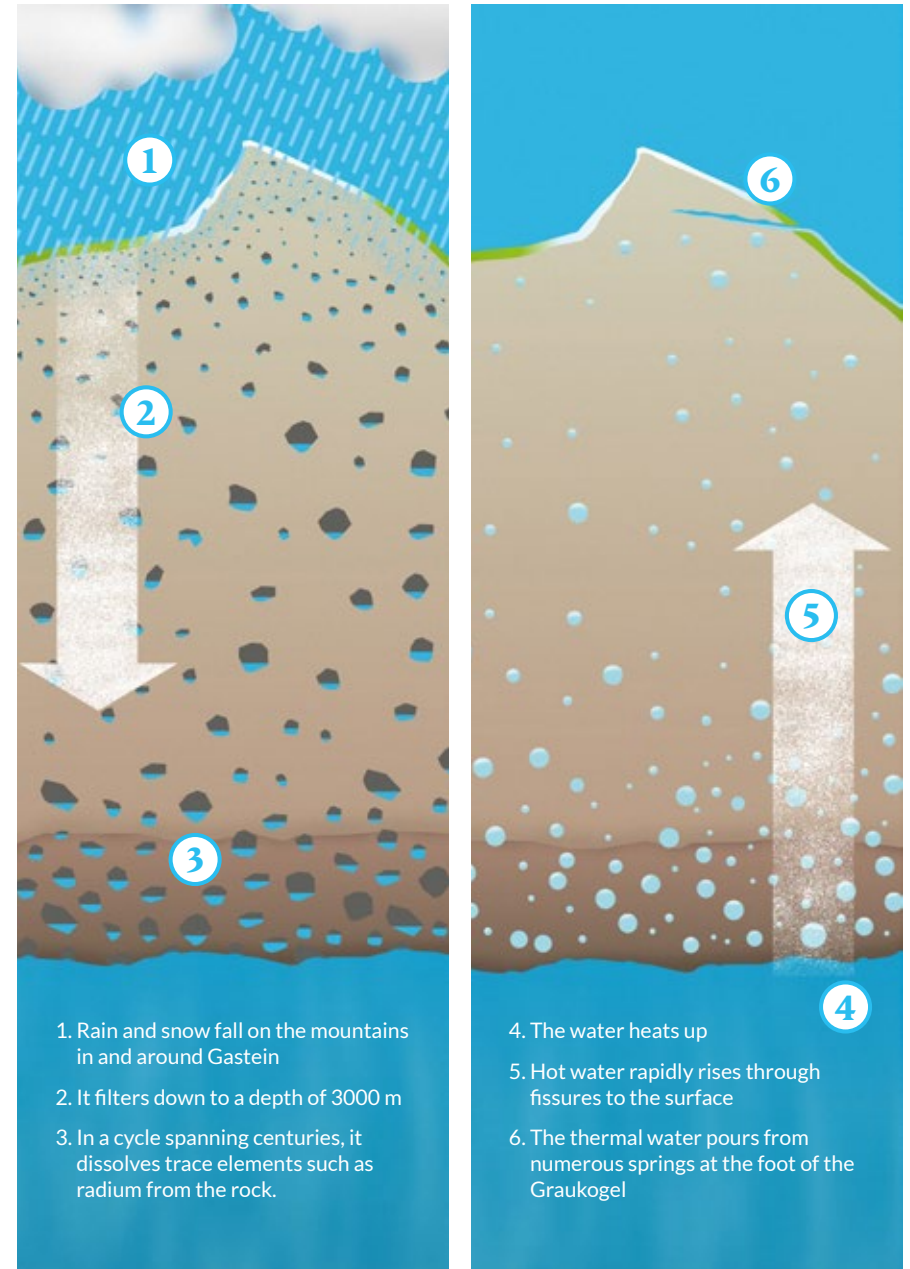 1
2
3
1. Rain and snow fall on the mountains
in and around Gastein
2. It filters down to a depth of 3000 m
3. In a cycle spanning centuries, it
dissolves trace elements such as
radium from the rock.
6
5
4
4. The water heats up
5. Hot water rapidly rises through
fissures to the surface
6. The thermal water pours from
numerous springs at the foot of the
Graukogel